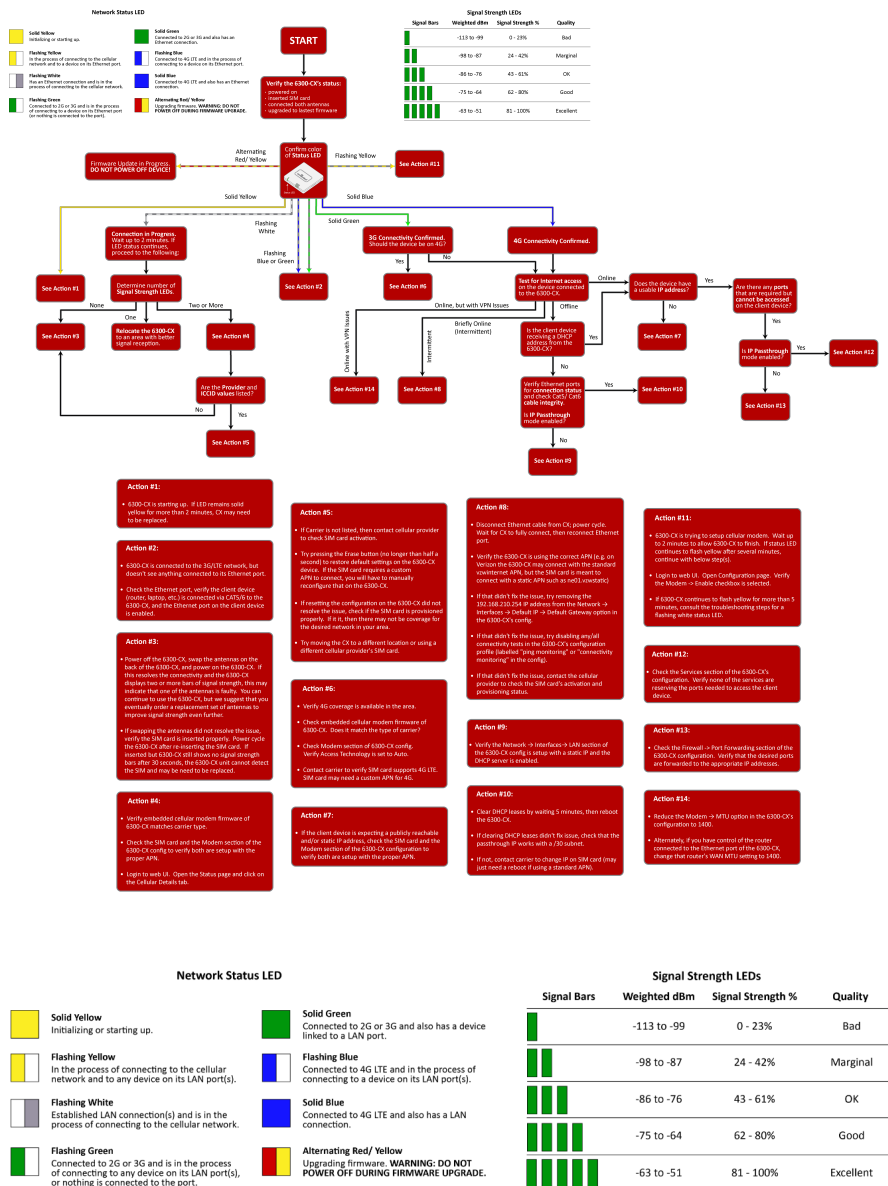 Network Status LED
Solid Yellow
Initializing or starting up.
Flashing Yellow
In the process of connecting to the cellular
network and to a device on its Ethernet port.
Flashing White
Has an Ethernet connection and is in the
process of connecting to the cellular network.
Flashing Green
Connected to 2G or 3G and is in the process
of connecting to a device on its Ethernet port
(or nothing is connected to the port).
Solid Green
Connected to 2G or 3G and also has an
Ethernet connection.
Flashing Blue
Connected to 4G LTE and in the process of
connecting to a device on its Ethernet port.
Solid Blue
Connected to 4G LTE and also has an Ethernet
connection.
Alternating Red/ Yellow
Upgrading firmware. WARNING: DO NOT
POWER OFF DURING FIRMWARE UPGRADE.
Signal Strength LEDs
Signal Bars Weighted dBm Signal Strength % Quality
-113 to -99 0 - 23% Bad
-98 to -87 24 - 42% Marginal
-86 to -76 43 - 61% OK
-75 to -64 62 - 80% Good
-63 to -51 81 - 100% Excellent
START
Verify the 6300-CX's status:
- powered on
- inserted SIM card
- connected both antennas
- upgraded to lastest firmware
Confirm color
of Status LED
Alternating
Red/ Yellow
Firmware Update in Progress.
DO NOT POWER OFF DEVICE!
Flashing Yellow
See Action #11
Solid Yellow
Flashing
White
Flashing
Blue or Green
Solid Green
Solid Blue
Connection in Progress.
Wait up to 2 minutes. If
LED status continues,
proceed to the following:
3G Connectivity Confirmed.
Should the device be on 4G?
4G Connectivity Confirmed.
Yes
No
See Action #1
Determine number of
Signal Strength LEDs.
See Action #2
See Action #6
Test for Internet access
on the device connected
to the 6300-CX.
Online
Does the device have
a usable IP address?
Yes
Are there any ports
that are required but
cannot be accessed
on the client device?
None
One
Two or More
Online, but with VPN Issues
Offline
Briefly Online
(Intermittent)
No
Yes
See Action #3
Relocate the 6300-CX
to an area with better
signal reception.
See Action #4
Online with VPN Issues
Intermittent
Is the client device
receiving a DHCP
address from the
6300-CX?
Yes
See Action #7
Is IP Passthrough
mode enabled?
Yes
See Action #12
No
Are the Provider and
ICCID values listed?
No
Yes
See Action #5
See Action #14
See Action #8
No
Verify Ethernet ports
for connection status
and check Cat5/ Cat6
cable integrity.
Is IP Passthrough
mode enabled?
Yes
See Action #10
See Action #13
No
See Action #9
Action #1:
• 6300-CX is starting up. If LED remains solid
yellow for more than 2 minutes, CX may need
to be replaced.
Action #2:
• 6300-CX is connected to the 3G/LTE network, but
doesn't see anything connected to its Ethernet port.
• Check the Ethernet port, verify the client device
(router, laptop, etc.) is connected via CAT5/6 to the
6300-CX, and the Ethernet port on the client device
is enabled.
Action #3:
• Power off the 6300-CX, swap the antennas on the
back of the 6300-CX, and power on the 6300-CX. If
this resolves the connectivity and the 6300-CX
displays two or more bars of signal strength, this may
indicate that one of the antennas is faulty. You can
continue to use the 6300-CX, but we suggest that you
eventually order a replacement set of antennas to
improve signal strength even further.
• If swapping the antennas did not resolve the issue,
verify the SIM card is inserted properly. Power cycle
the 6300-CX after re-inserting the SIM card. If
inserted but 6300-CX still shows no signal strength
bars after 30 seconds, the 6300-CX unit cannot detect
the SIM and may be need to be replaced.
Action #4:
• Verify embedded cellular modem firmware of
6300-CX matches carrier type.
• Check the SIM card and the Modem section of the
6300-CX config to verify both are setup with the
proper APN.
• Login to web UI. Open the Status page and click on
the Cellular Details tab.
Action #5:
• If Carrier is not listed, then contact cellular provider
to check SIM card activation.
• Try pressing the Erase button (no longer than half a
second) to restore default settings on the 6300-CX
device. If the SIM card requires a custom
APN to connect, you will have to manually
reconfigure that on the 6300-CX.
• If resetting the configuration on the 6300-CX did not
resolve the issue, check if the SIM card is provisioned
properly. If it it, then there may not be coverage for
the desired network in your area.
• Try moving the CX to a different location or using a
different cellular provider's SIM card.
Action #6:
• Verify 4G coverage is available in the area.
• Check embedded cellular modem firmware of
6300-CX. Does it match the type of carrier?
• Check Modem section of 6300-CX config.
Verify Access Technology is set to Auto.
• Contact carrier to verify SIM card supports 4G LTE.
SIM card may need a custom APN for 4G.
Action #7:
• If the client device is expecting a publicly reachable
and/or static IP address, check the SIM card and the
Modem section of the 6300-CX configuration to
verify both are setup with the proper APN.
Action #8:
• Disconnect Ethernet cable from CX; power cycle.
Wait for CX to fully connect, then reconnect Ethernet
port.
• Verify the 6300-CX is using the correct APN (e.g. on
Verizon the 6300-CX may connect with the standard
vzwinternet APN, but the SIM card is meant to
connect with a static APN such as ne01.vzwstatic)
• If that didn't fix the issue, try removing the
192.168.210.254 IP address from the Network →
Interfaces → Default IP → Default Gateway option in
the 6300-CX's config.
• If that didn't fix the issue, try disabling any/all
connectivity tests in the 6300-CX's configuration
profile (labelled "ping monitoring" or "connectivity
monitoring" in the config).
• If that didn't fix the issue, contact the cellular
provider to check the SIM card's activation and
provisioning status.
Action #9:
• Verify the Network → Interfaces→ LAN section of
the 6300-CX config is setup with a static IP and the
DHCP server is enabled.
Action #10:
• Clear DHCP leases by waiting 5 minutes, then reboot
the 6300-CX.
• If clearing DHCP leases didn't fix issue, check that the
passthrough IP works with a /30 subnet.
• If not, contact carrier to change IP on SIM card (may
just need a reboot if using a standard APN).
Action #11:
• 6300-CX is trying to setup cellular modem. Wait up
to 2 minutes to allow 6300-CX to finish. If status LED
continues to flash yellow after several minutes,
continue with below step(s).
• Login to web UI. Open Configuration page. Verify
the Modem -> Enable checkbox is selected.
• If 6300-CX continues to flash yellow for more than 5
minutes, consult the troubleshooting steps for a
flashing white status LED.
Action #12:
• Check the Services section of the 6300-CX's
configuration. Verify none of the services are
reserving the ports needed to access the client
device.
Action #13:
• Check the Firewall -> Port Forwarding section of the
6300-CX configuration. Verify that the desired ports
are forwarded to the appropriate IP addresses.
Action #14:
• Reduce the Modem → MTU option in the 6300-CX's
configuration to 1400.
• Alternately, if you have control of the router
connected to the Ethernet port of the 6300-CX,
change that router's WAN MTU setting to 1400.
Network Status LED
Solid Yellow
Initializing or starting up.
Flashing Yellow
In the process of connecting to the cellular
network and to any device on its LAN port(s).
Flashing White
Established LAN connection(s) and is in the
process of connecting to the cellular network.
Flashing Green
Connected to 2G or 3G and is in the process
of connecting to any device on its LAN port(s),
or nothing is connected to the port.
Solid Green
Connected to 2G or 3G and also has a device
linked to a LAN port.
Flashing Blue
Connected to 4G LTE and in the process of
connecting to a device on its LAN port(s).
Solid Blue
Connected to 4G LTE and also has a LAN
connection.
Alternating Red/ Yellow
Upgrading firmware. WARNING: DO NOT
POWER OFF DURING FIRMWARE UPGRADE.
Signal Strength LEDs
Signal Bars Weighted dBm Signal Strength % Quality
-113 to -99 0 - 23% Bad
-98 to -87 24 - 42% Marginal
-86 to -76 43 - 61% OK
-75 to -64 62 - 80% Good
-63 to -51 81 - 100% Excellent